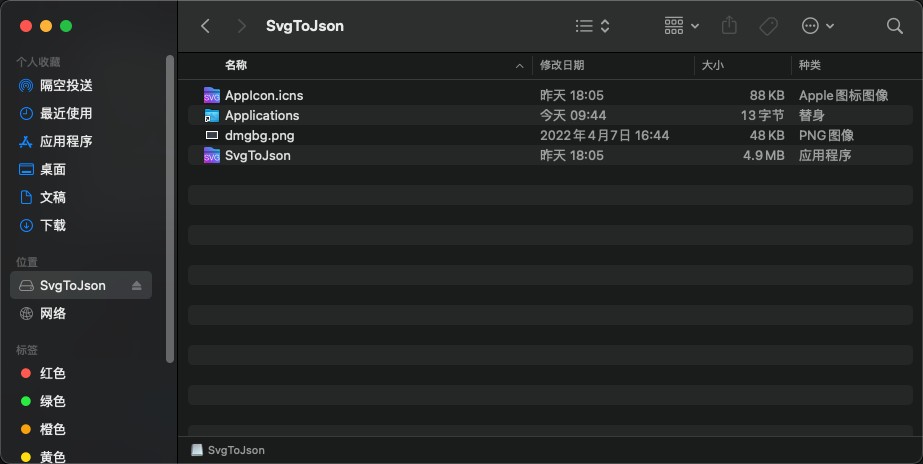 SvgToJson
个人收藏
隔空投送
最近使用
应用程序
桌面
文稿
下载
位置
SvgToJson
网络
标签
红色
绿色
橙色
黄色
名称 修改日期 大小 种类
AppIcon.icns 昨天 18:05 88 KB Apple图标图像
Applications 今天 09:44 13 字节 替身
dmgbg.png 2022年4月7日 16:44 48 KB PNG图像
SvgToJson 昨天 18:05 4.9 MB 应用程序
SvgToJson